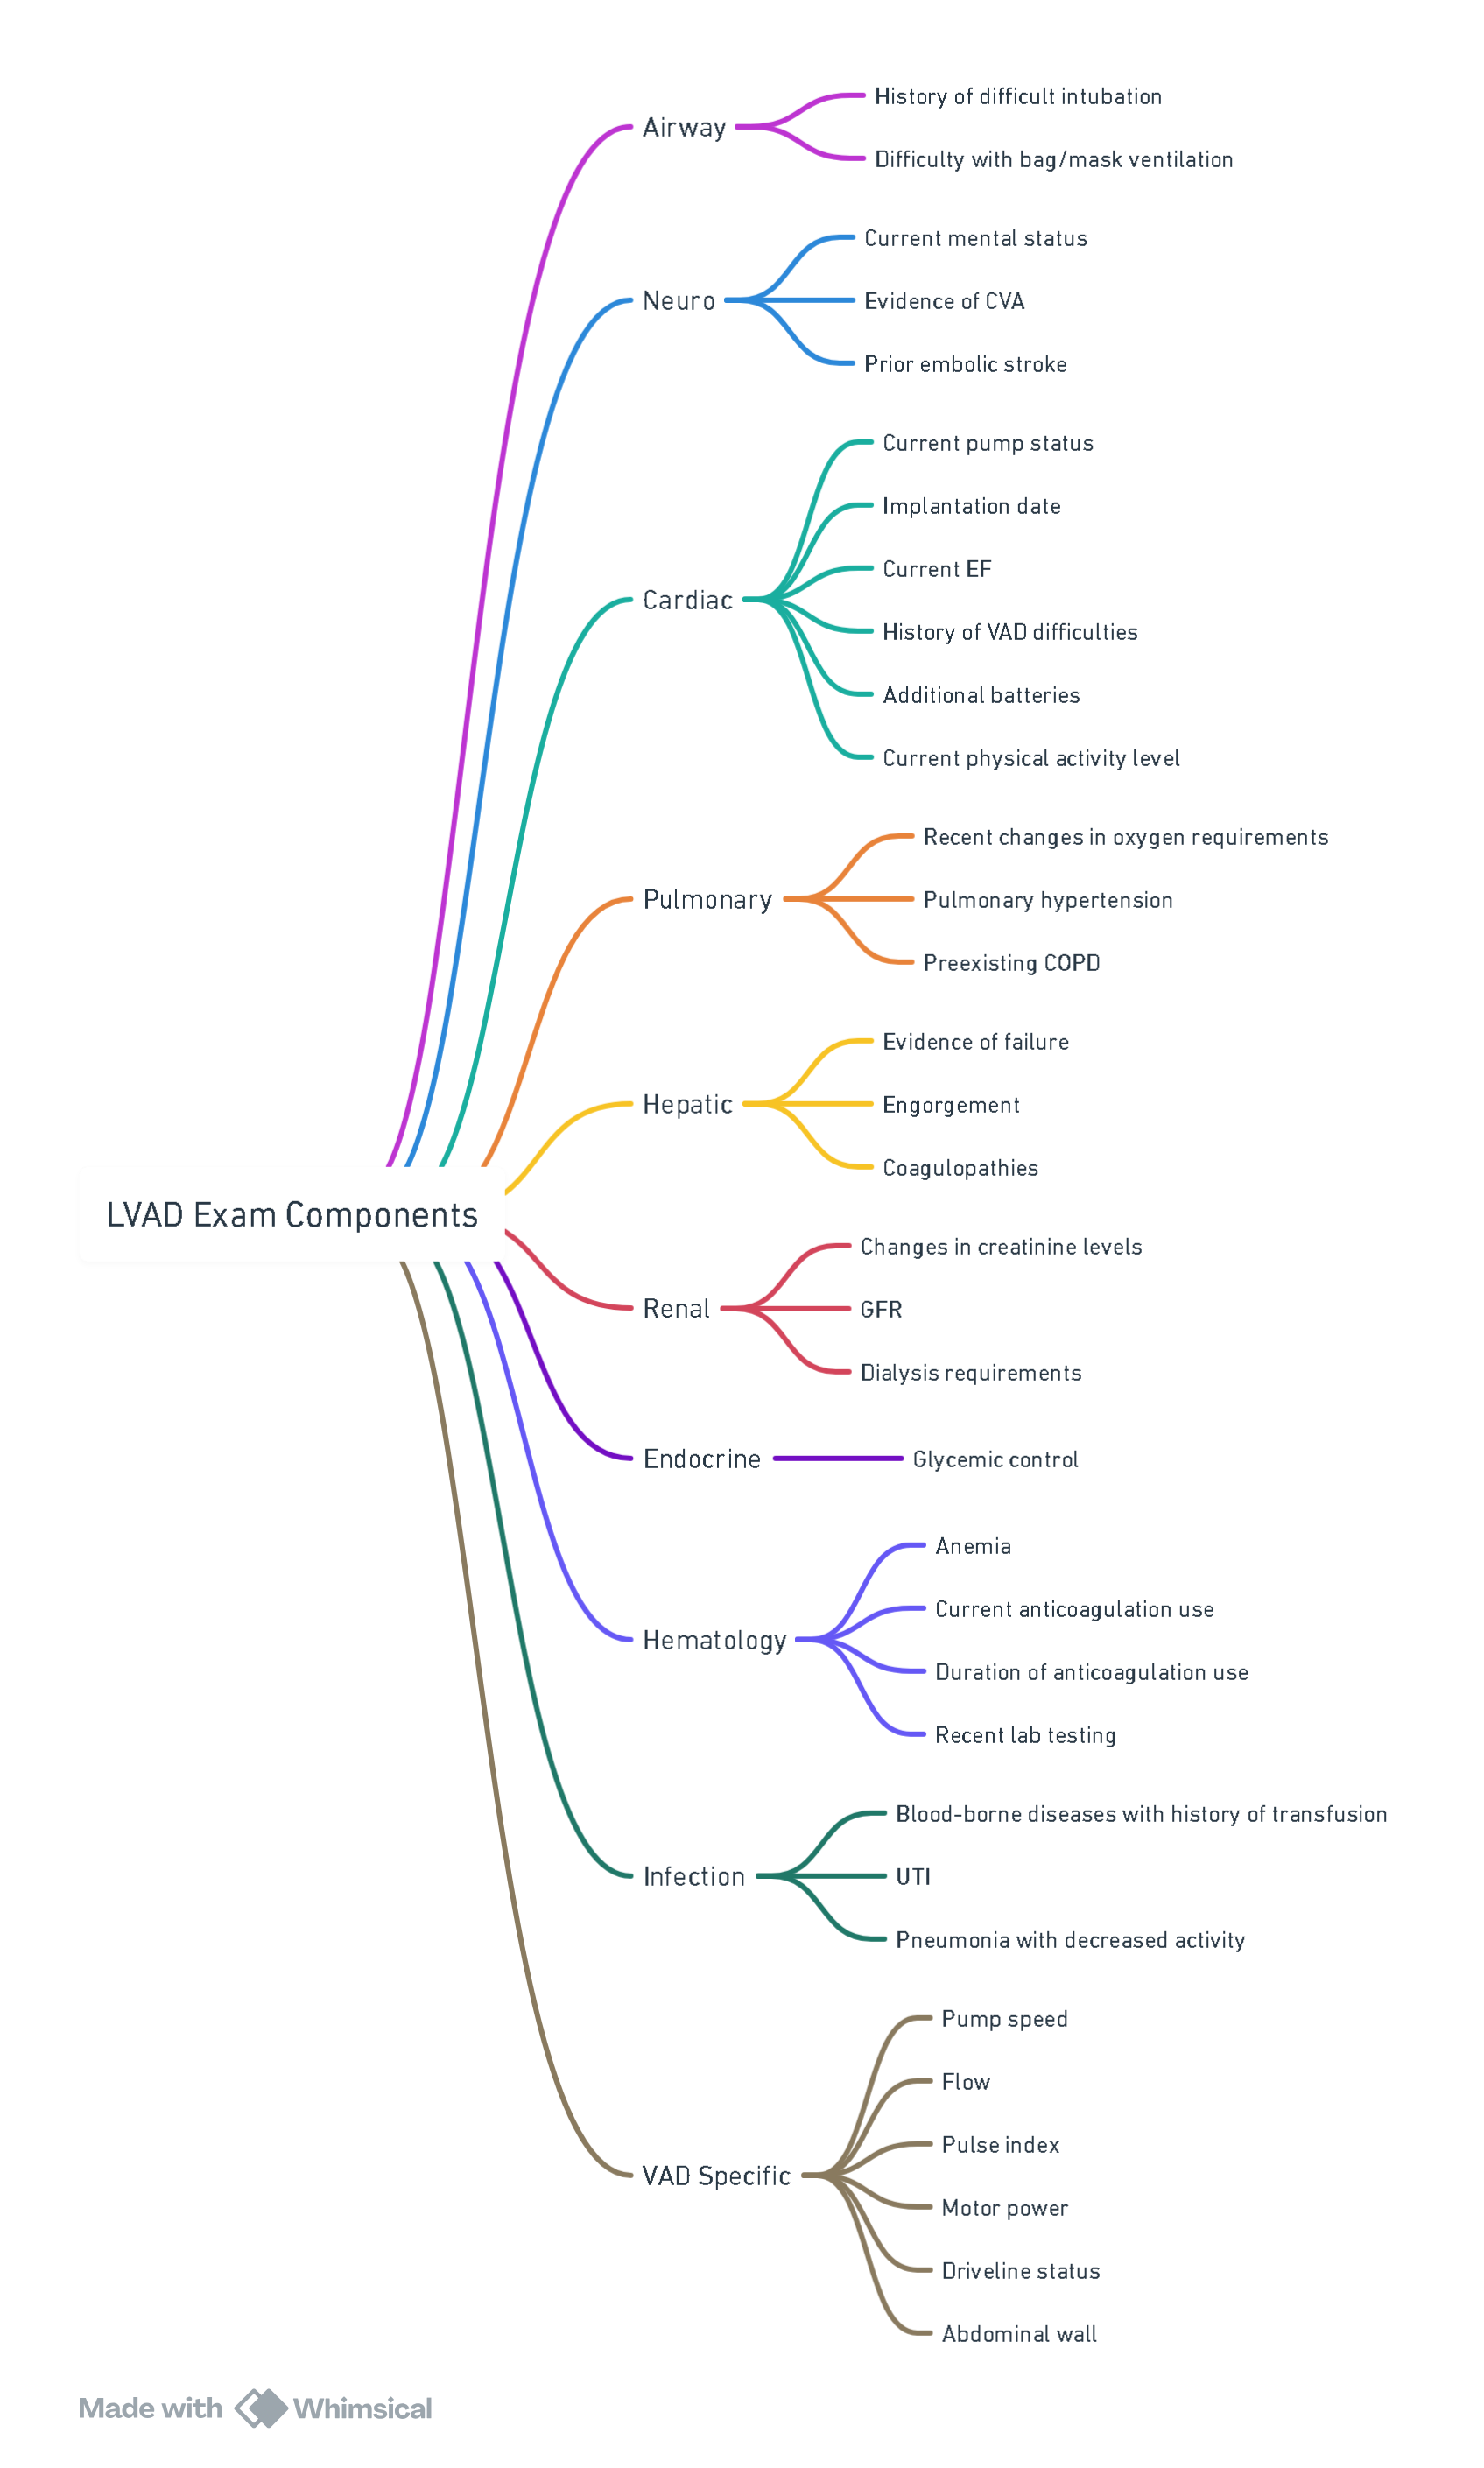 Airway
History of difficult intubation
Difficulty with bag/mask ventilation
Neuro
Current mental status
Evidence of CVA
Prior embolic stroke
Cardiac
Current pump status
Implantation date
Current EF
History of VAD difficulties
Additional batteries
Current physical activity level
Pulmonary
Recent changes in oxygen requirements
Pulmonary hypertension
Preexisting COPD
Hepatic
Evidence of failure
Engorgement
Coagulopathies
LVAD Exam Components
Renal
Changes in creatinine levels
GFR
Dialysis requirements
Endocrine
Glycemic control
Hematology
Anemia
Current anticoagulation use
Duration of anticoagulation use
Recent lab testing
Infection
Blood-borne diseases with history of transfusion
UTI
Pneumonia with decreased activity
VAD Specific
Pump speed
Flow
Pulse index
Motor power
Driveline status
Abdominal wall
Made with Whimsical